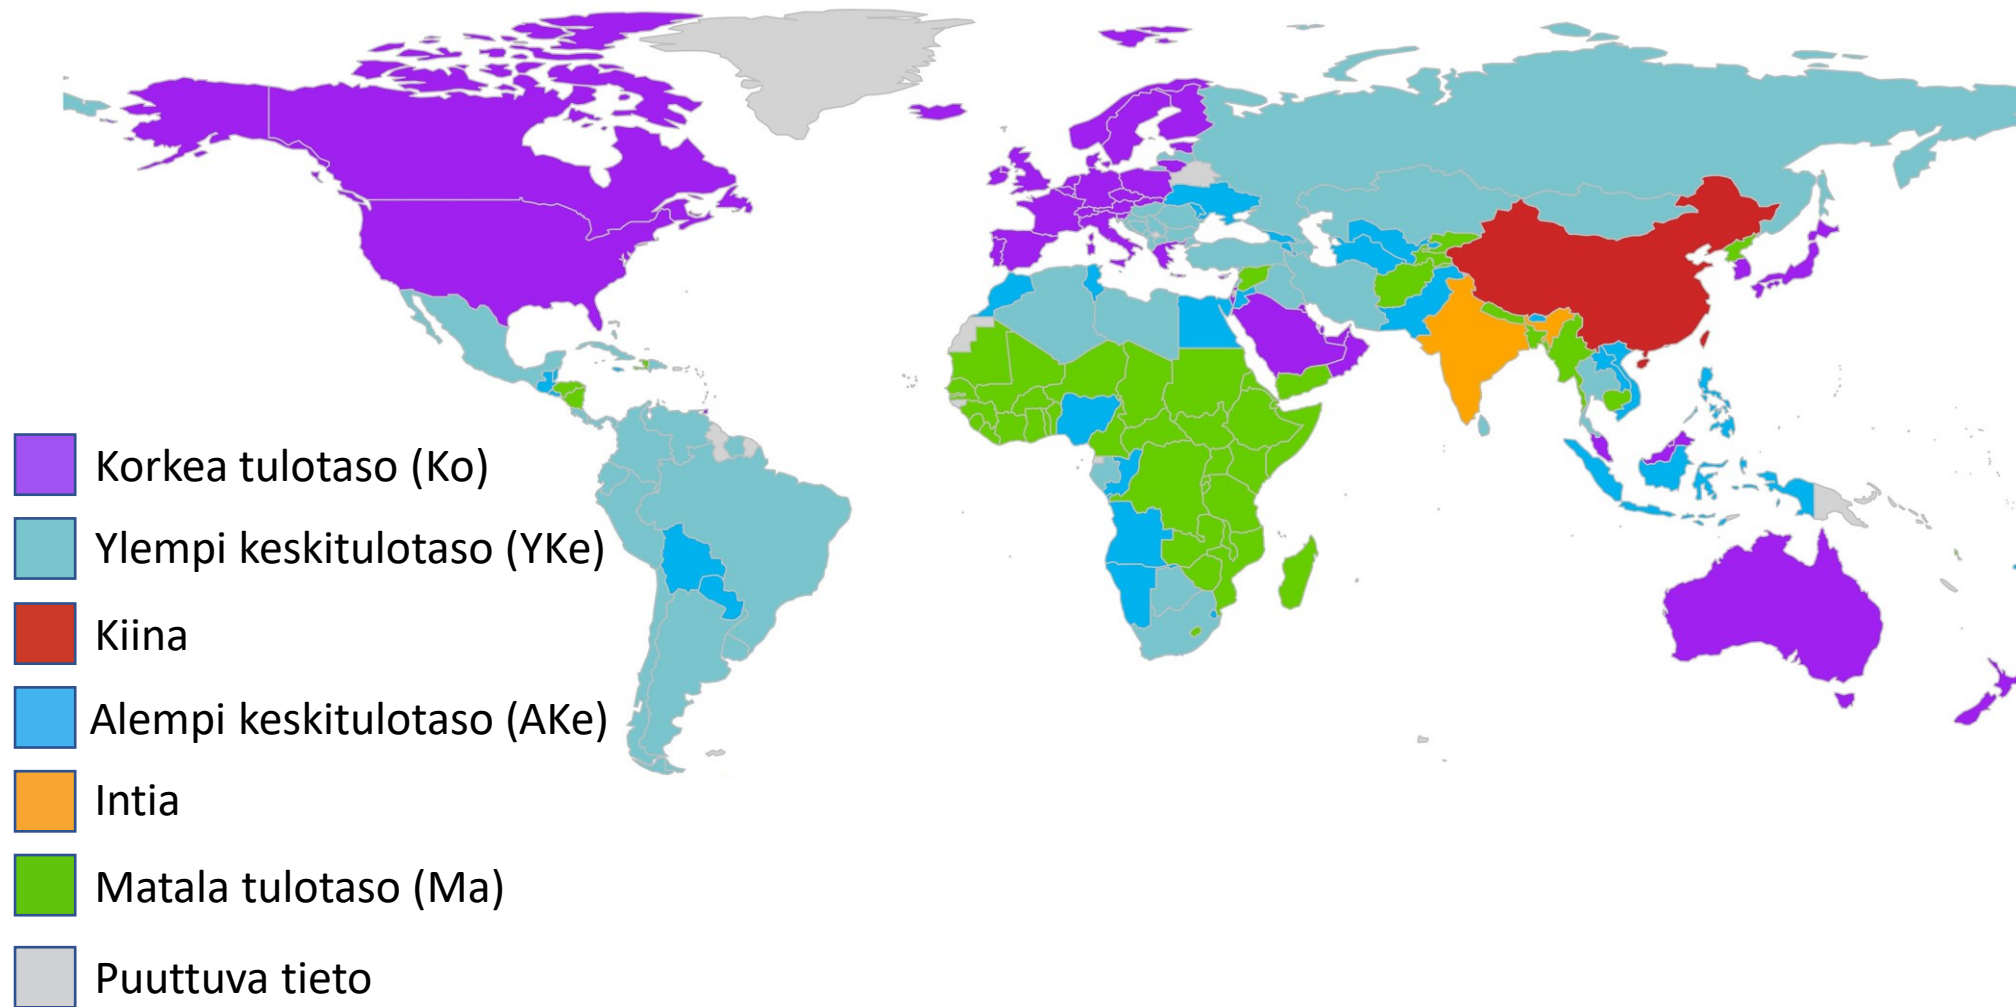 Korkea tulotaso (Ko)
Ylempi keskitulotaso (YKe)
Kiina
Alempi keskitulotaso (AKe)
Intia
Matala tulotaso (Ma)
Puuttuva tieto